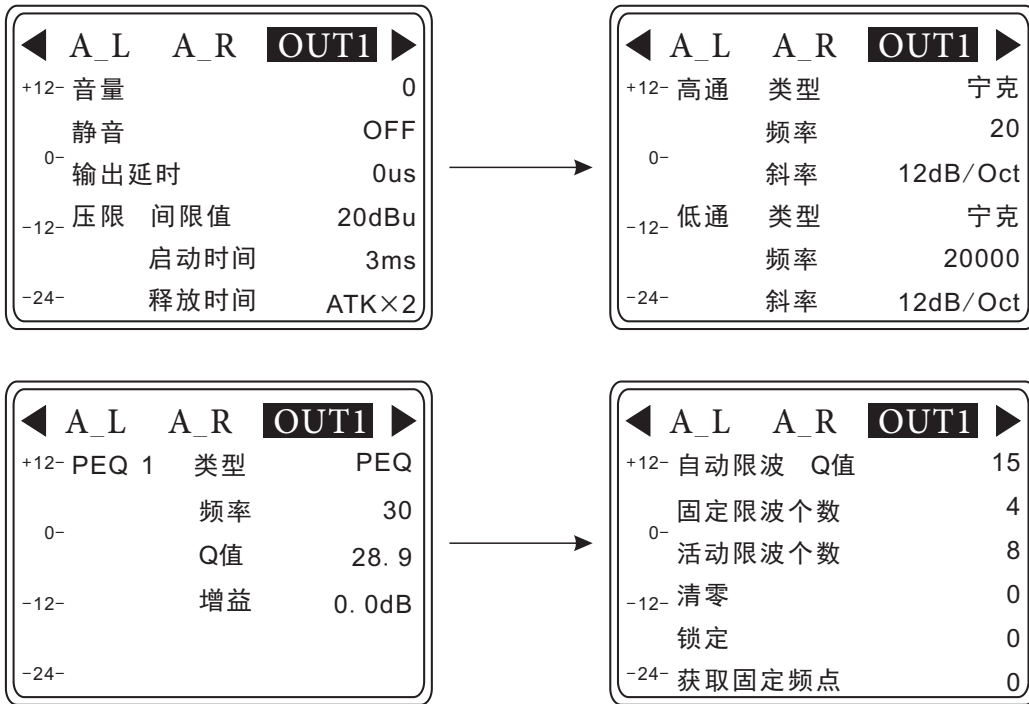 A_L A_R OUT1
+12- 音量 0
静音 OFF
0-
输出延时 0us
-12- 压限 间限值 20dBu
启动时间 3ms
-24- 释放时间 ATK×2
A_L A_R OUT1
+12- 高通 类型 宁克
频率 20
0-
斜率 12dB/Oct
-12- 低通 类型 宁克
频率 20000
-24- 斜率 12dB/Oct
A_L A_R OUT1
+12- PEQ 1 类型 PEQ
频率 30
0-
Q值 28.9
-12- 增益 0.0dB
-24-
A_L A_R OUT1
+12- 自动限波 Q值 15
固定限波个数 4
0-
活动限波个数 8
-12- 清零 0
锁定 0
-24- 获取固定频点 0